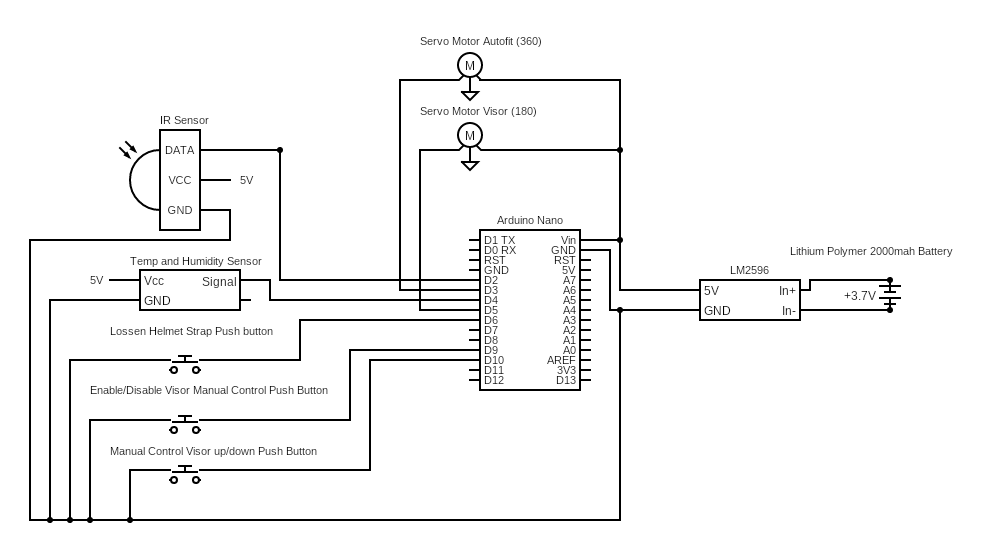 Servo Motor Autofit (360)
M
Servo Motor Visor (180)
M
IR Sensor
DATA
VCC
GND
5V
Temp and Humidity Sensor
5V
Vcc
Signal
GND
Lossen Helmet Strap Push button
Enable/Disable Visor Manual Control Push Button
Manual Control Visor up/down Push Button
Arduino Nano
D1 TX
D0 RX
RST
GND
D2
D3
D4
D5
D6
D7
D8
D9
D10
D11
D12
Vin
GND
RST
5V
A7
A6
A5
A4
A3
A2
A1
A0
AREF
3V3
D13
LM2596
5V
GND
In+
In-
Lithium Polymer 2000mah Battery
+3.7V